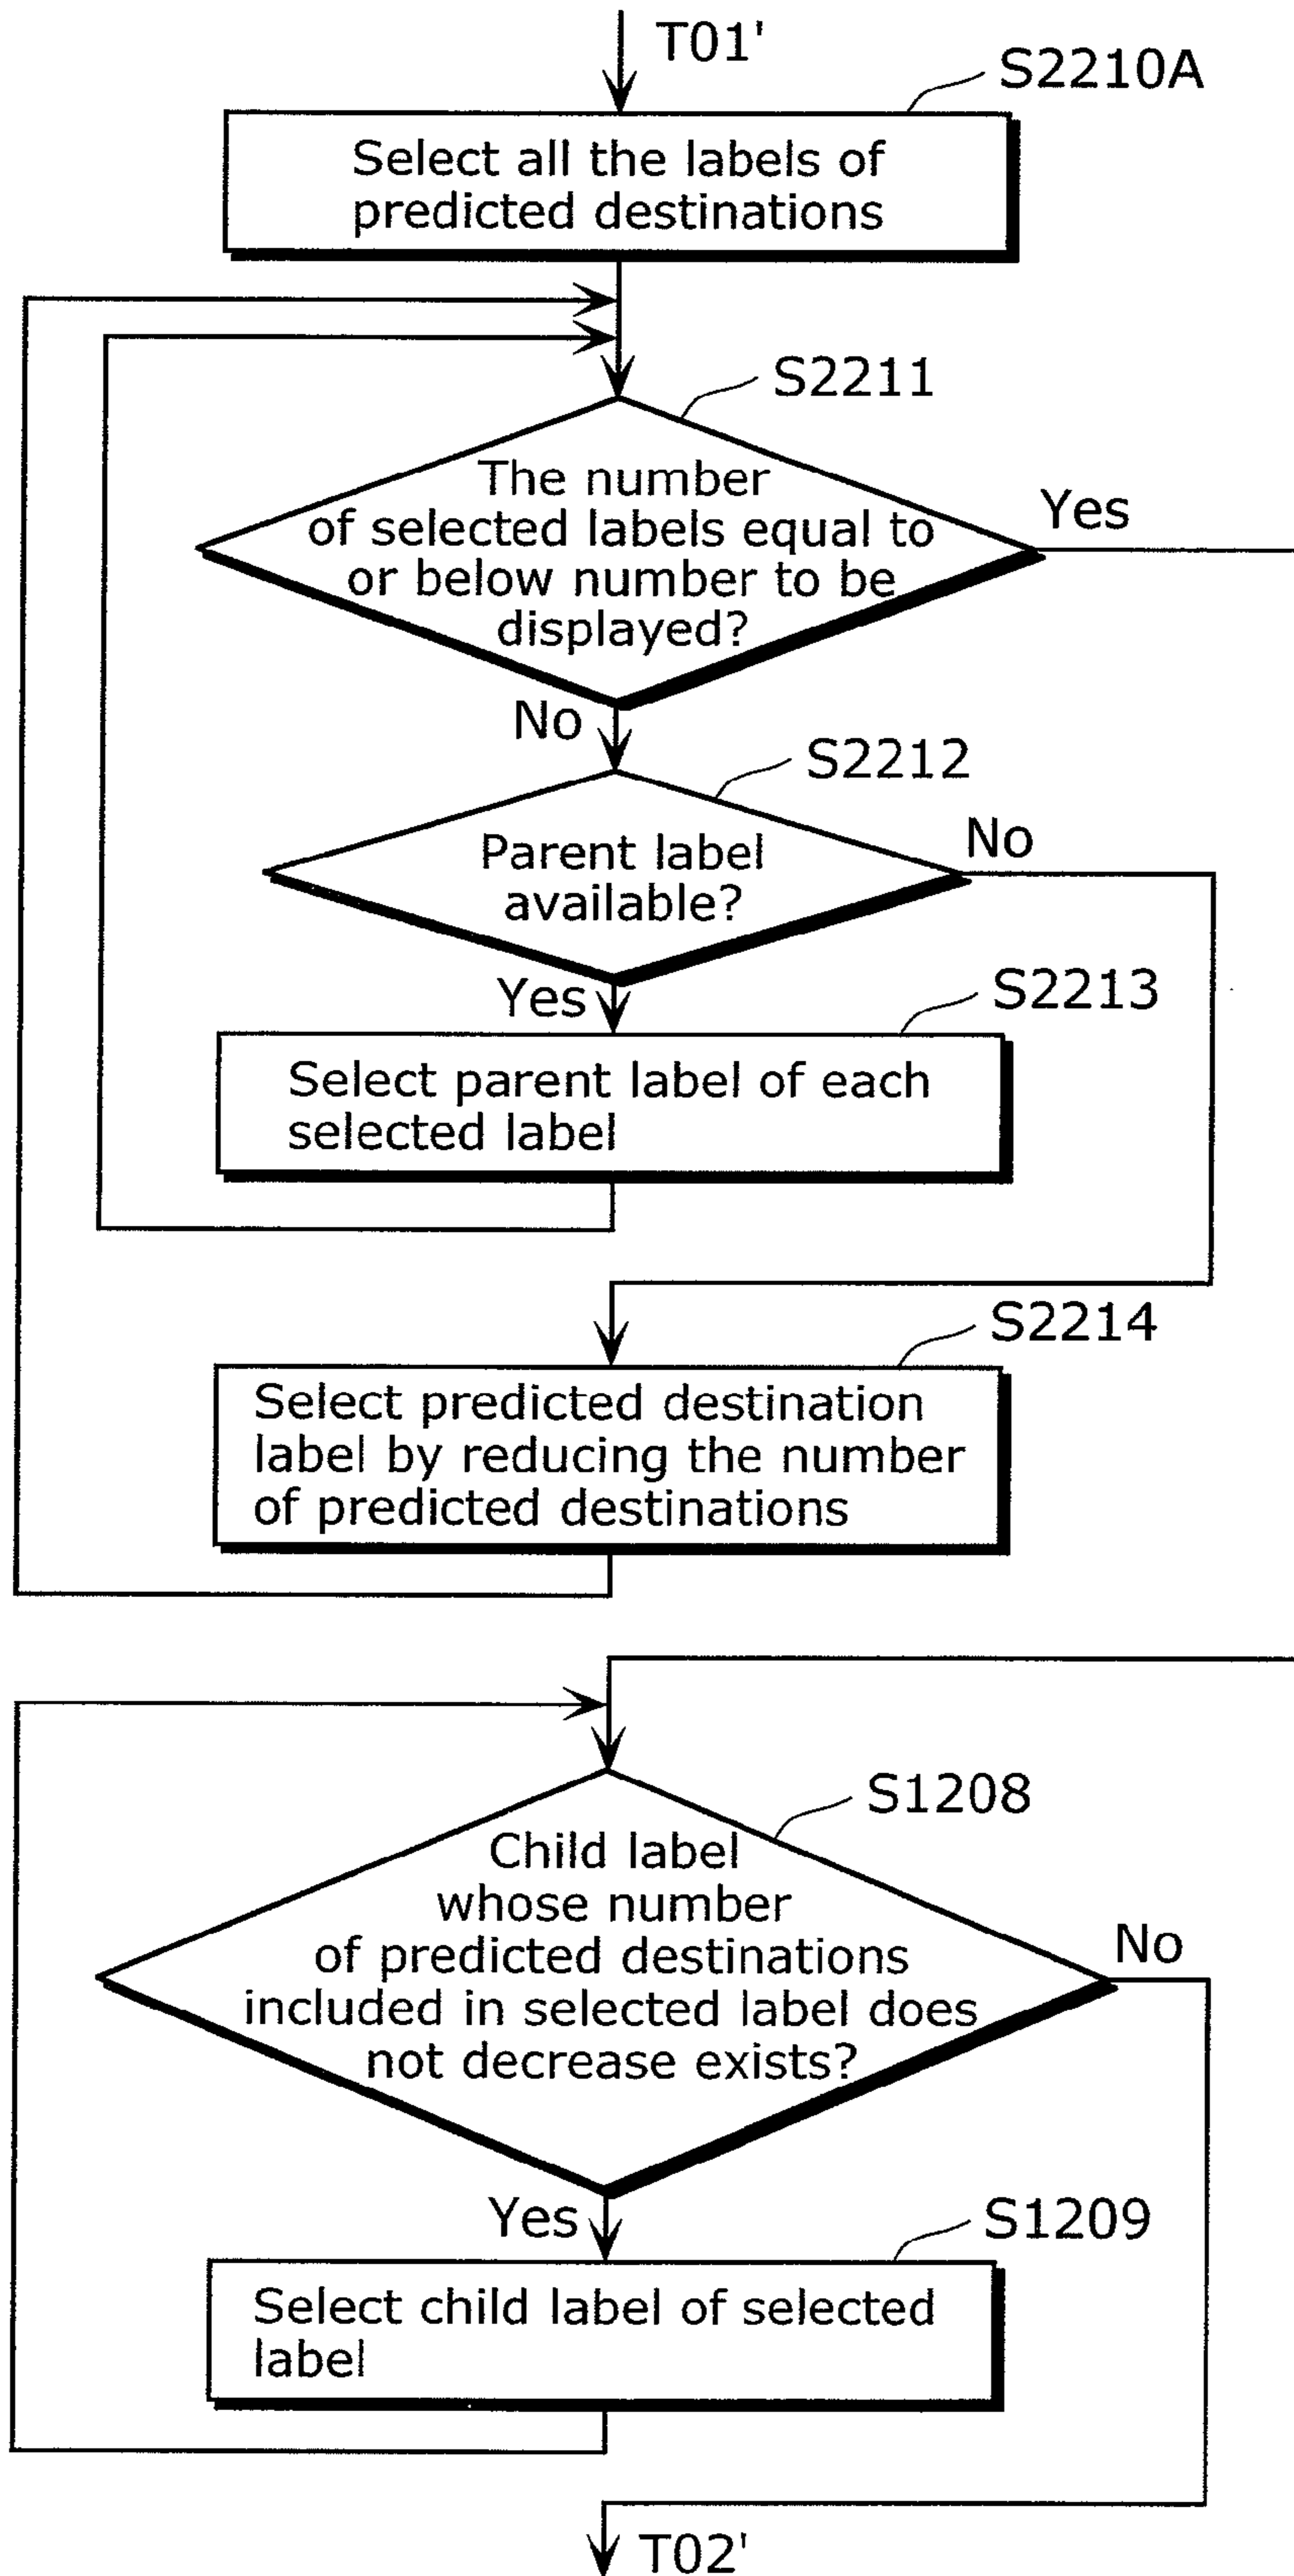 T01'
S2210A
Select all the labels of
predicted destinations
S2211
The number
of selected labels equal to
or below number to be
displayed?
Yes
No
S2212
Parent label
available?
No
Yes
S2213
Select parent label of each
selected label
S2214
Select predicted destination
label by reducing the number
of predicted destinations
S1208
Child label
whose number
of predicted destinations
included in selected label does
not decrease exists?
No
Yes
S1209
Select child label of selected
label
T02'